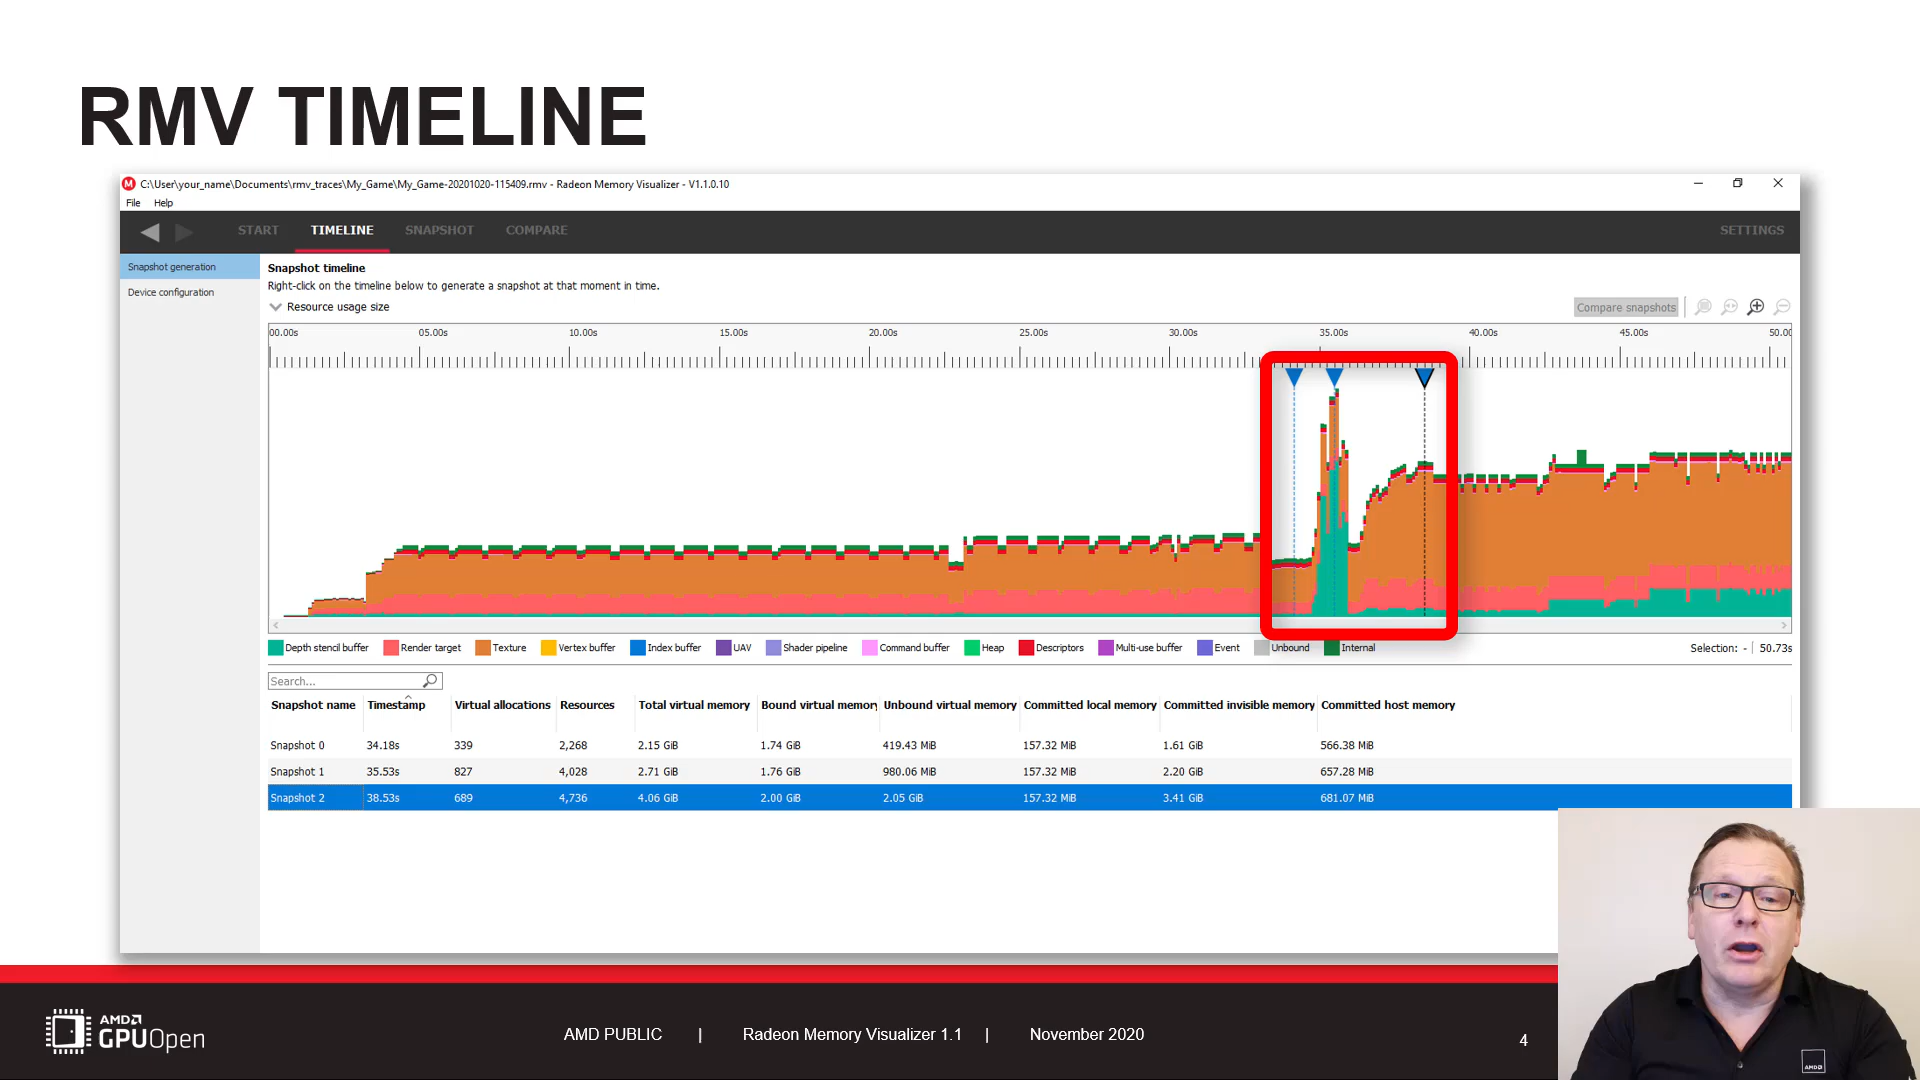 RMV TIMELINE
C:\User\your_name\Documents\rmv_traces\My_Game\My_Game-20201020-115409.rmv - Radeon Memory Visualizer - V1.1.0.10
File Help
START TIMELINE SNAPSHOT COMPARE SETTINGS
Snapshot generation
Device configuration
Snapshot timeline
Right-click on the timeline below to generate a snapshot at that moment in time.
Resource usage size
Compare snapshots
00.00s 05.00s 10.00s 15.00s 20.00s 25.00s 30.00s 35.00s 40.00s 45.00s 50.00
Depth stencil buffer Render target Texture Vertex buffer Index buffer UAV Shader pipeline Command buffer Heap Descriptors Multi-use buffer Event Unbound Internal Selection: - | 50.73s
Search...
Snapshot name Timestamp Virtual allocations Resources Total virtual memory Bound virtual memory Unbound virtual memory Committed local memory Committed invisible memory Committed host memory
Snapshot 0 34.18s 339 2,268 2.15 GiB 1.74 GiB 419.43 MiB 157.32 MiB 1.61 GiB 566.38 MiB
Snapshot 1 35.53s 827 4,028 2.71 GiB 1.76 GiB 980.06 MiB 157.32 MiB 2.20 GiB 657.28 MiB
Snapshot 2 38.53s 689 4,736 4.06 GiB 2.00 GiB 2.05 GiB 157.32 MiB 3.41 GiB 681.07 MiB
AMD
GPUOpen
AMD PUBLIC | Radeon Memory Visualizer 1.1 | November 2020
4
AMD